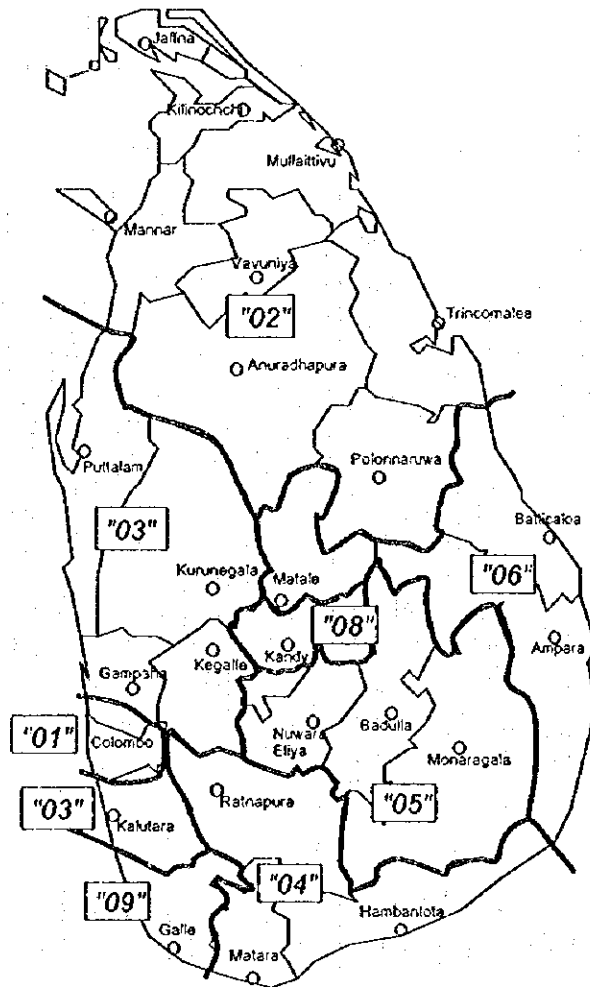 Jaffna
Kilinochchi
Mullaittivu
Mannar
Vavuniya
"02"
Trincomalee
Anuradhapura
Puttalam
Polonnaruwa
"03"
Batticaloa
"06"
Kurunegala
Matale
"08"
Ampara
Kegalle
Kandy
Gampaha
"01"
Colombo
Nuwara
Eliya
Badulla
Monaragala
"03"
Kalutara
Ratnapura
"05"
"04"
"09"
Hambantota
Galle
Matara